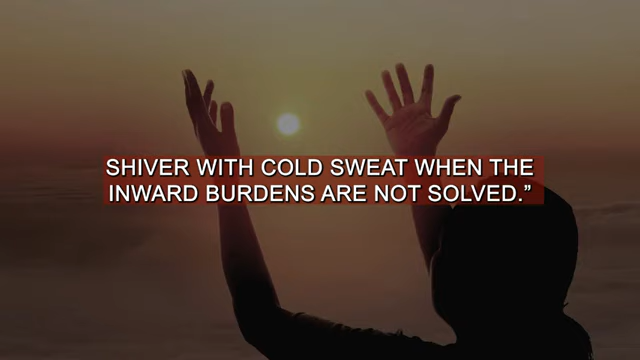 SHIVER WITH COLD SWEAT WHEN THE
INWARD BURDENS ARE NOT SOLVED.”